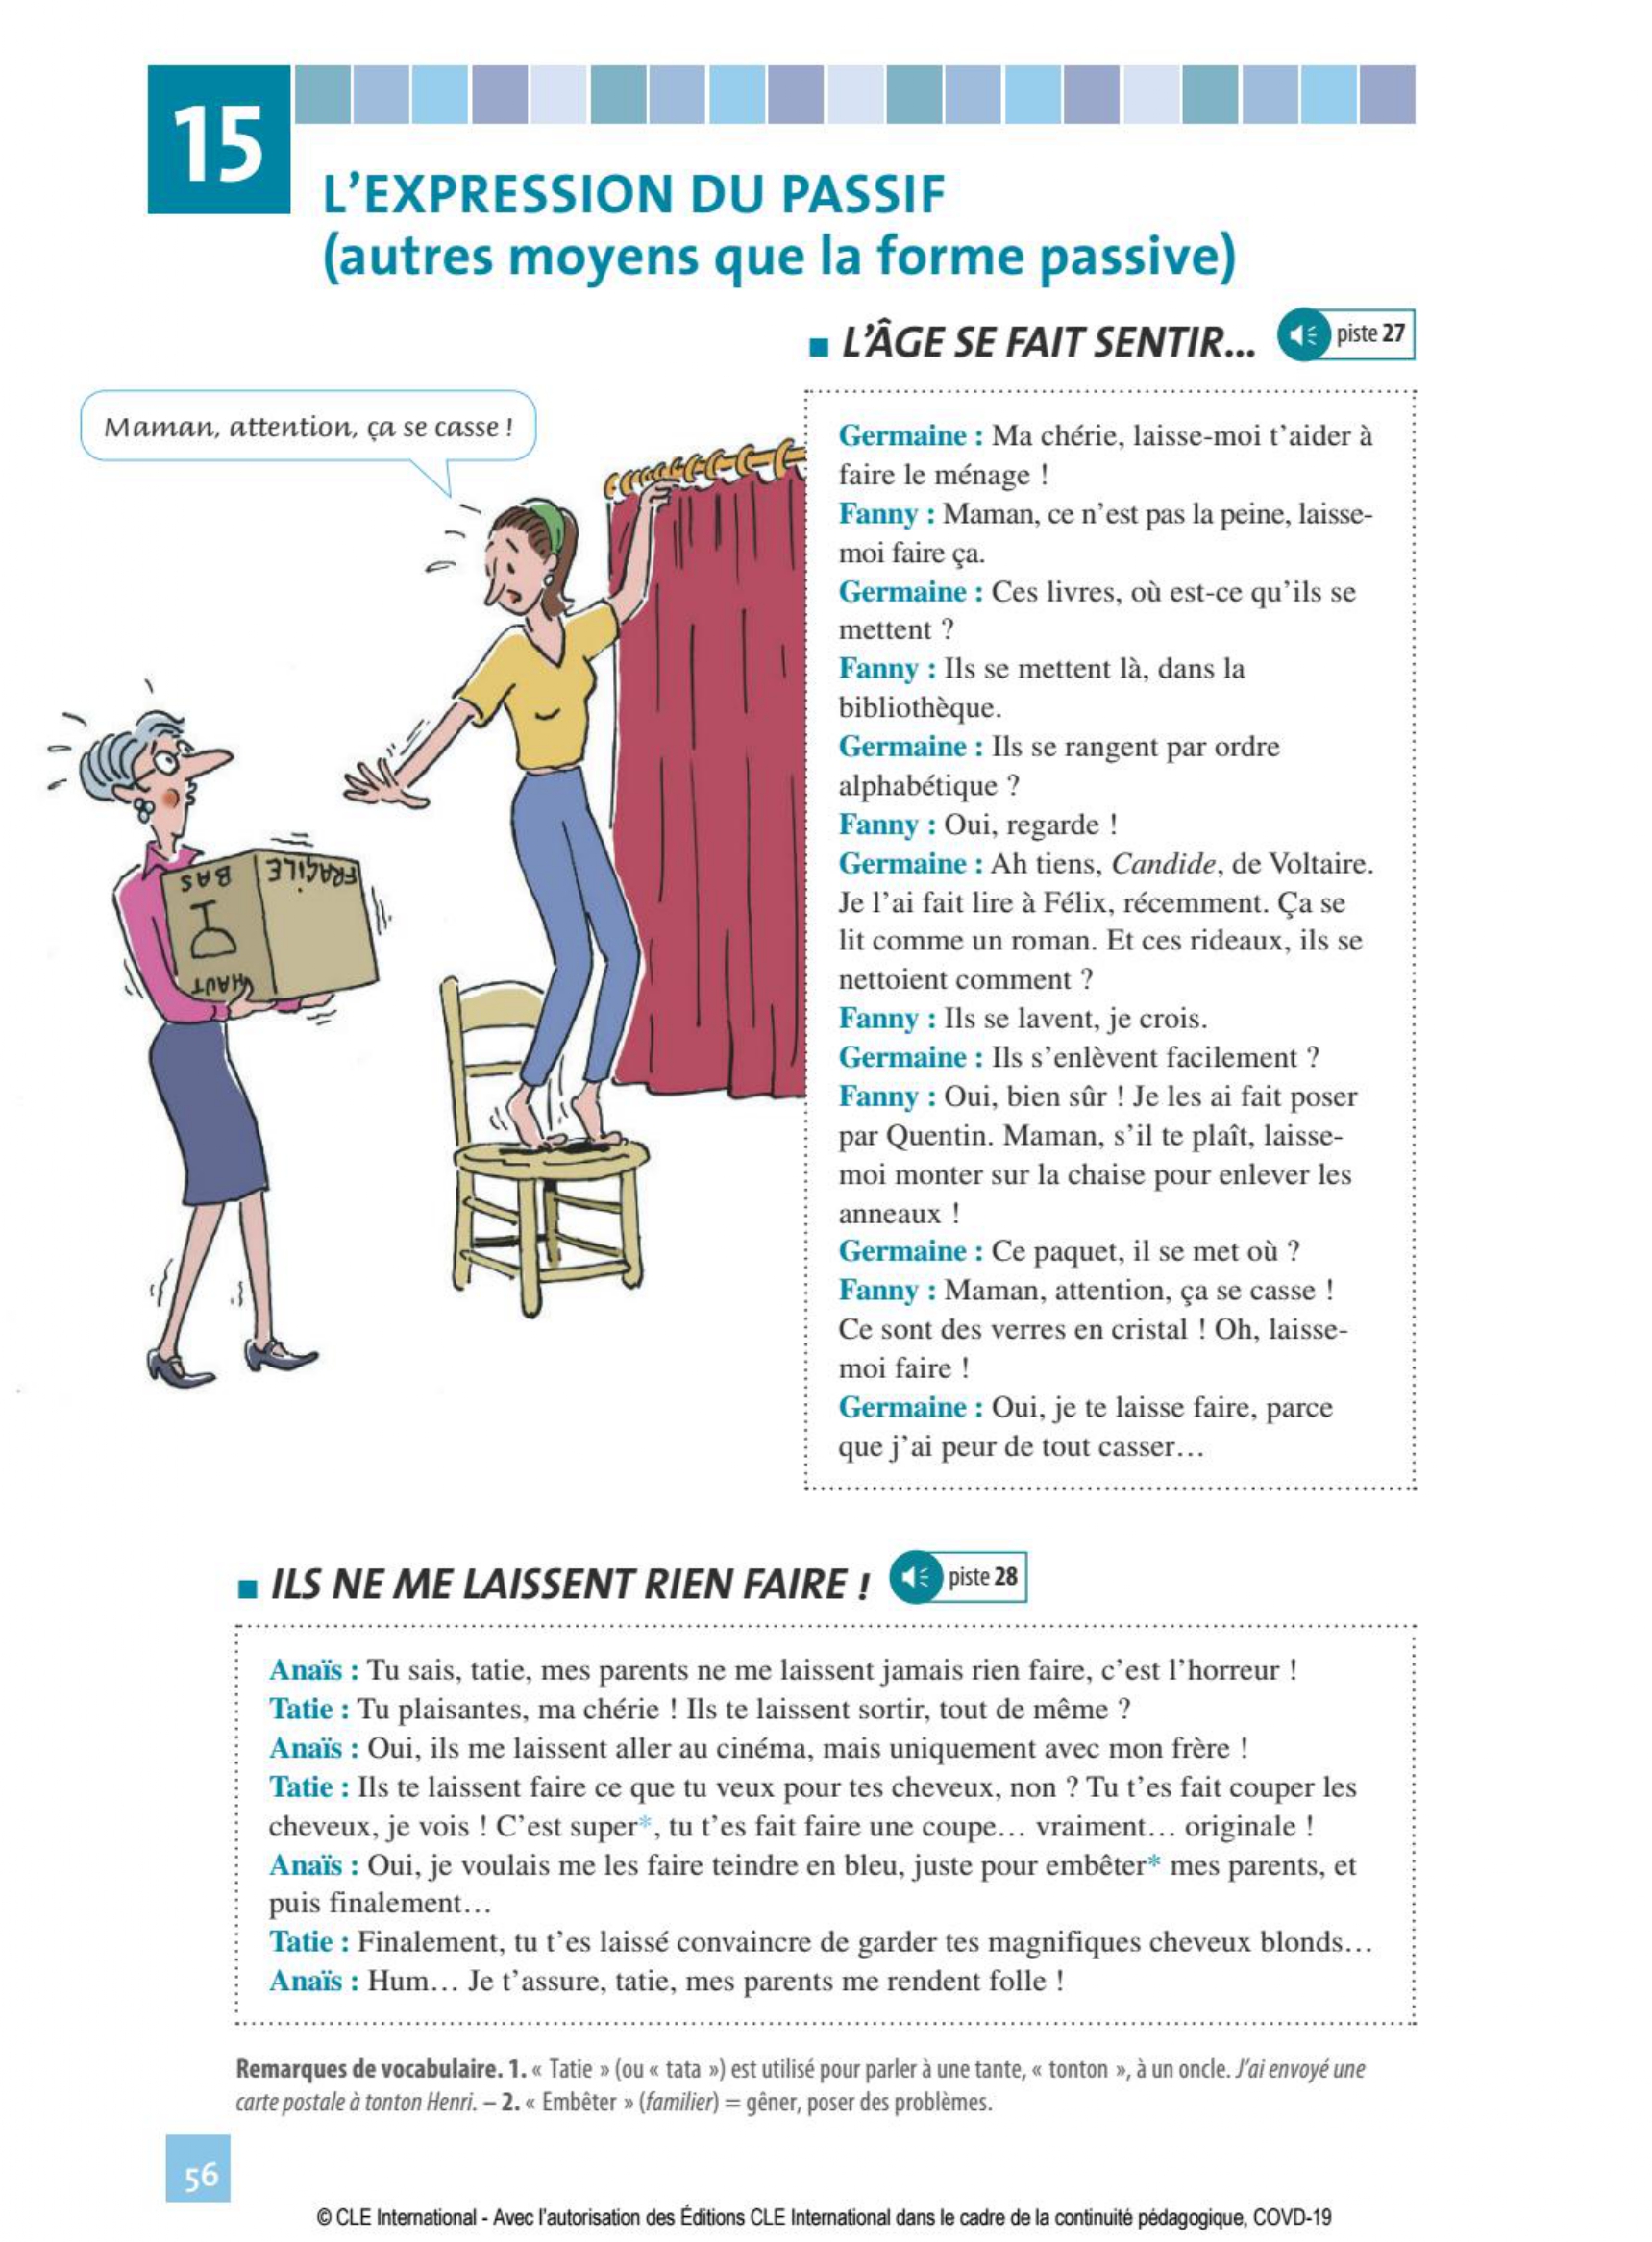 15
L'EXPRESSION DU PASSIF
(autres moyens que la forme passive)
L'ÂGE SE FAIT SENTIR...
piste 27
Maman, attention, ça se casse !
BAS
HAUT
FRAGILE
Germaine : Ma chérie, laisse-moi t'aider à
faire le ménage !
Fanny : Maman, ce n'est pas la peine, laisse-
moi faire ça.
Germaine : Ces livres, où est-ce qu'ils se
mettent ?
Fanny : Ils se mettent là, dans la
bibliothèque.
Germaine : Ils se rangent par ordre
alphabétique ?
Fanny : Oui, regarde !
Germaine : Ah tiens, Candide, de Voltaire.
Je l'ai fait lire à Félix, récemment. Ça se
lit comme un roman. Et ces rideaux, ils se
nettoient comment ?
Fanny : Ils se lavent, je crois.
Germaine : Ils s'enlèvent facilement ?
Fanny : Oui, bien sûr ! Je les ai fait poser
par Quentin. Maman, s'il te plaît, laisse-
moi monter sur la chaise pour enlever les
anneaux !
Germaine : Ce paquet, il se met où ?
Fanny : Maman, attention, ça se casse !
Ce sont des verres en cristal ! Oh, laisse-
moi faire !
Germaine : Oui, je te laisse faire, parce
que j'ai peur de tout casser...
ILS NE ME LAISSENT RIEN FAIRE !
piste 28
Anaïs : Tu sais, tatie, mes parents ne me laissent jamais rien faire, c'est l'horreur !
Tatie : Tu plaisantes, ma chérie ! Ils te laissent sortir, tout de même ?
Anaïs : Oui, ils me laissent aller au cinéma, mais uniquement avec mon frère !
Tatie : Ils te laissent faire ce que tu veux pour tes cheveux, non ? Tu t'es fait couper les
cheveux, je vois ! C'est super*, tu t'es fait faire une coupe... vraiment... originale !
Anaïs : Oui, je voulais me les faire teindre en bleu, juste pour embêter* mes parents, et
puis finalement...
Tatie : Finalement, tu t'es laissé convaincre de garder tes magnifiques cheveux blonds...
Anaïs : Hum... Je t'assure, tatie, mes parents me rendent folle !
Remarques de vocabulaire. 1. « Tatie » (ou « tata ») est utilisé pour parler à une tante, « tonton », à un oncle. J'ai envoyé une
carte postale à tonton Henri. – 2. « Embêter » (familier) = gêner, poser des problèmes.
56
© CLE International - Avec l'autorisation des Éditions CLE International dans le cadre de la continuité pédagogique, COVD-19